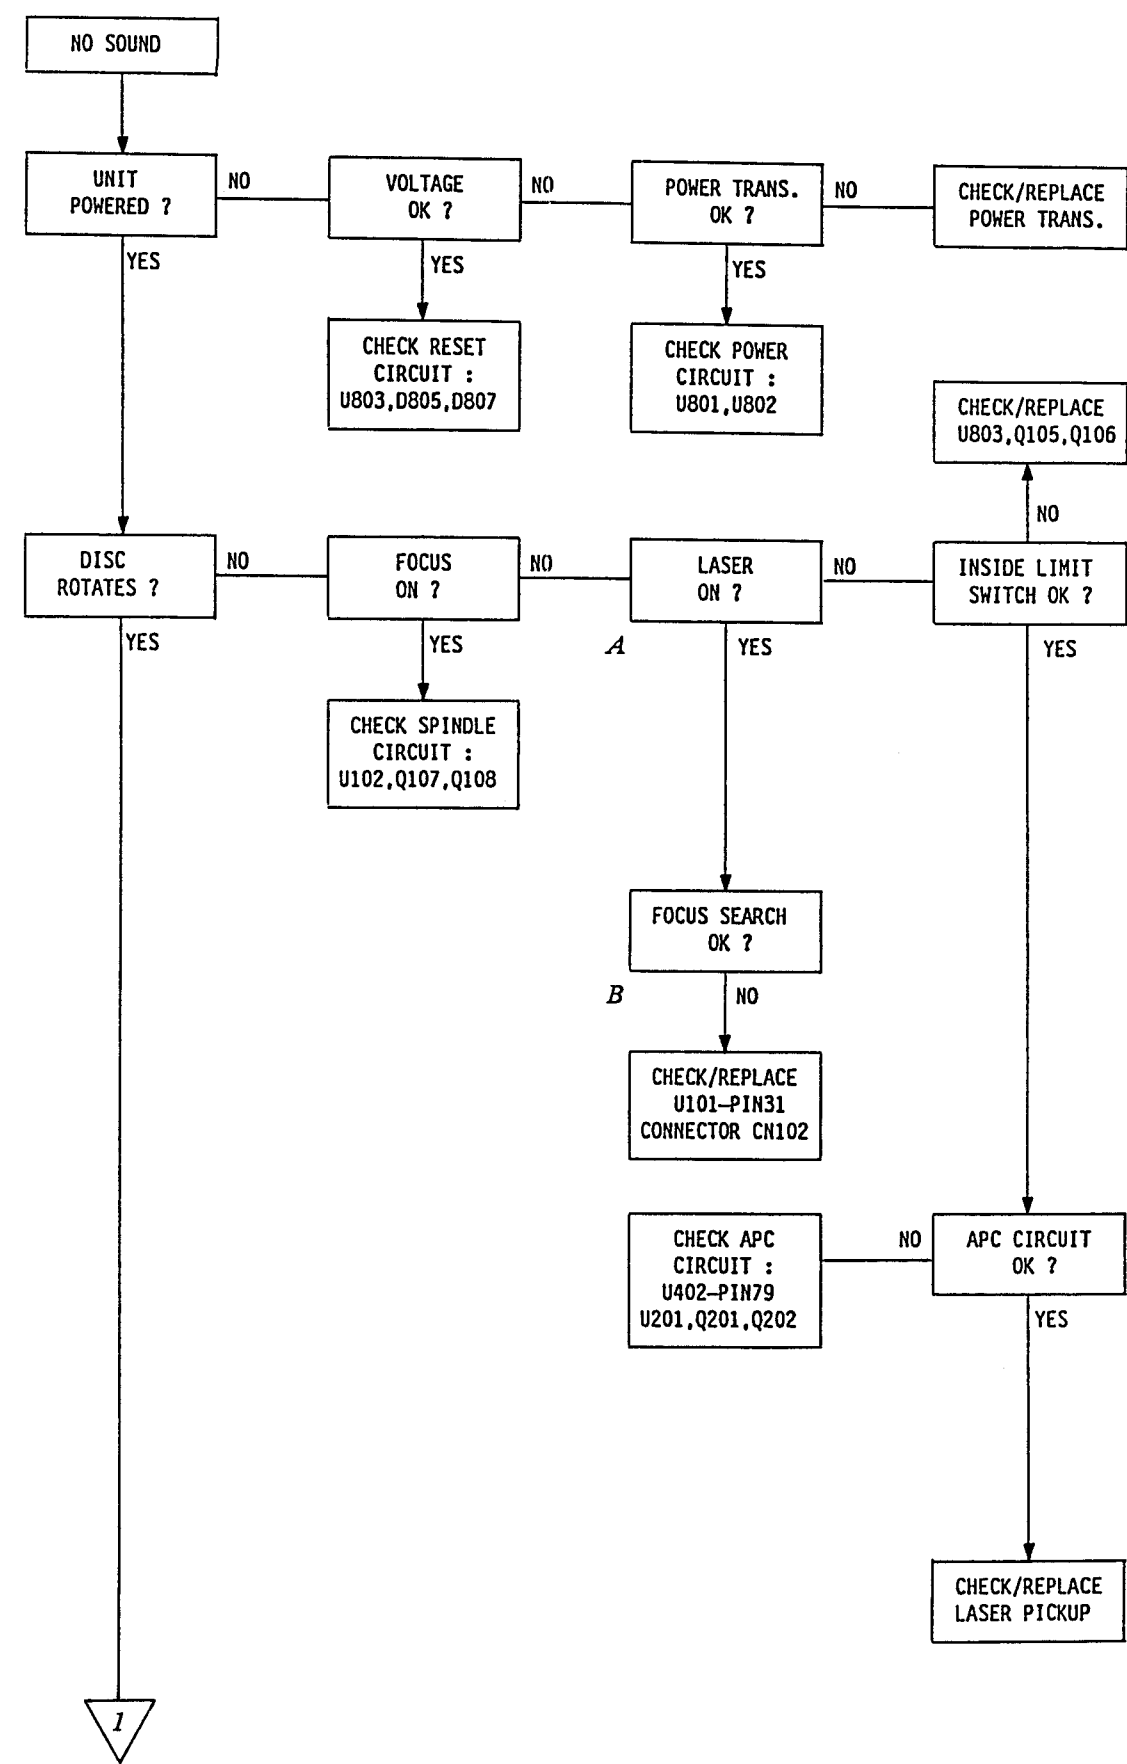 NO SOUND
UNIT
POWERED ?
NO
VOLTAGE
OK ?
NO
POWER TRANS.
OK ?
NO
CHECK/REPLACE
POWER TRANS.
YES
YES
YES
CHECK RESET
CIRCUIT :
U803,D805,D807
CHECK POWER
CIRCUIT :
U801,U802
CHECK/REPLACE
U803,Q105,Q106
NO
DISC
ROTATES ?
NO
FOCUS
ON ?
NO
LASER
ON ?
NO
INSIDE LIMIT
SWITCH OK ?
YES
YES
A
YES
YES
CHECK SPINDLE
CIRCUIT :
U102,Q107,Q108
FOCUS SEARCH
OK ?
B
NO
CHECK/REPLACE
U101–PIN31
CONNECTOR CN102
CHECK APC
CIRCUIT :
U402–PIN79
U201,Q201,Q202
NO
APC CIRCUIT
OK ?
YES
CHECK/REPLACE
LASER PICKUP
1